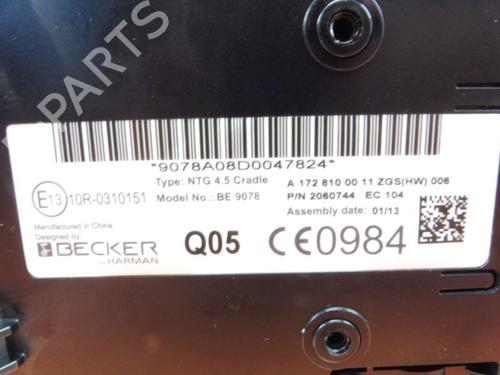 PARTS
*9078A08D0047824*
E13 10R-0310151
Type: NTG 4.5 Cradle
Model No.: BE 9078
A 172 810 00 11 ZGS(HW) 006
P/N 2060744 EC 104
Assembly date: 01/13
Manufactured in China
Designed by
BECKER
HARMAN
Q05
CE0984